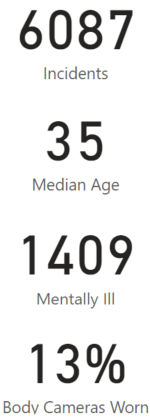 6087
Incidents
35
Median Age
1409
Mentally Ill
13%
Body Cameras Worn